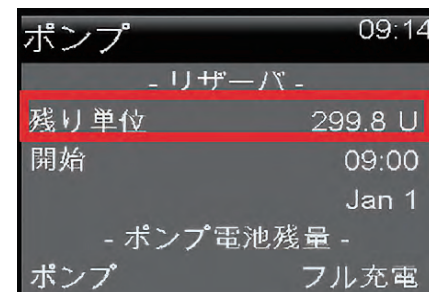 ポンプ 09:14
- リザーバ -
残り単位 299.8 U
開始 09:00
Jan 1
- ポンプ電池残量 -
ポンプ フル充電